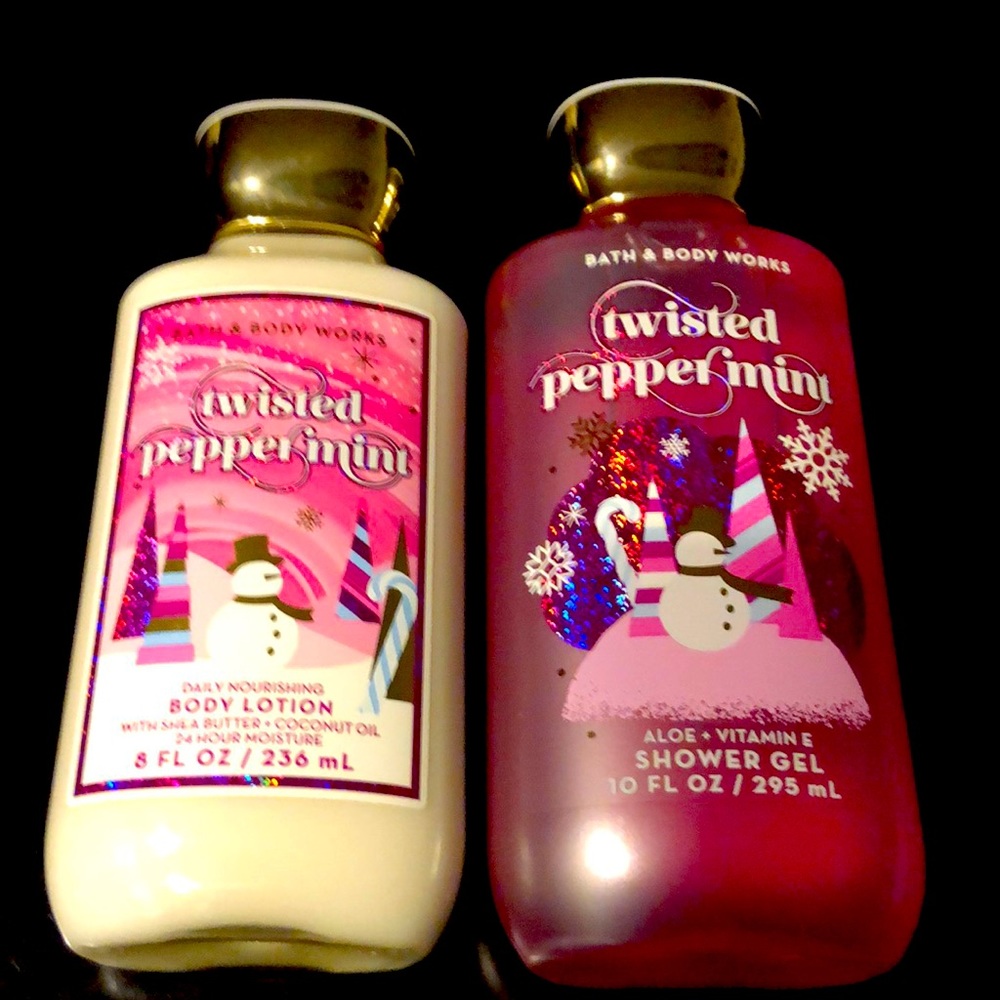 BATH & BODY WORKS
twisted
peppermint
DAILY NOURISHING
BODY LOTION
WITH SHEA BUTTER + COCONUT OIL
24 HOUR MOISTURE
8 FL OZ / 236 mL
BATH & BODY WORKS
twisted
peppermint
ALOE + VITAMIN E
SHOWER GEL
10 FL OZ / 295 mL